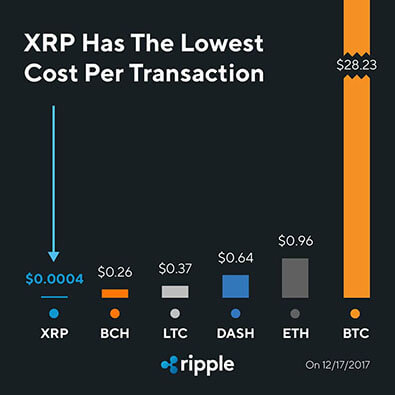 XRP Has The Lowest
Cost Per Transaction
$28.23
$0.0004
$0.26
$0.37
$0.64
$0.96
XRP
BCH
LTC
DASH
ETH
BTC
ripple
On 12/17/2017